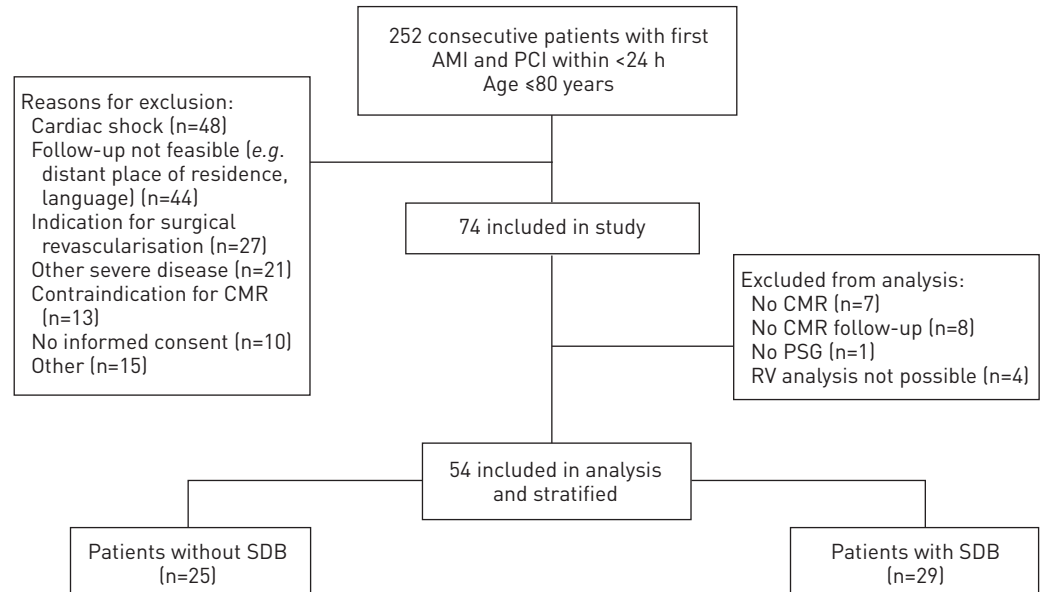 252 consecutive patients with first
AMI and PCI within <24 h
Age ⩽80 years
Reasons for exclusion:
Cardiac shock (n=48)
Follow-up not feasible (e.g.
distant place of residence,
language) (n=44)
Indication for surgical
revascularisation (n=27)
Other severe disease (n=21)
Contraindication for CMR
(n=13)
No informed consent (n=10)
Other (n=15)
74 included in study
Excluded from analysis:
No CMR (n=7)
No CMR follow-up (n=8)
No PSG (n=1)
RV analysis not possible (n=4)
54 included in analysis
and stratified
Patients without SDB
(n=25)
Patients with SDB
(n=29)